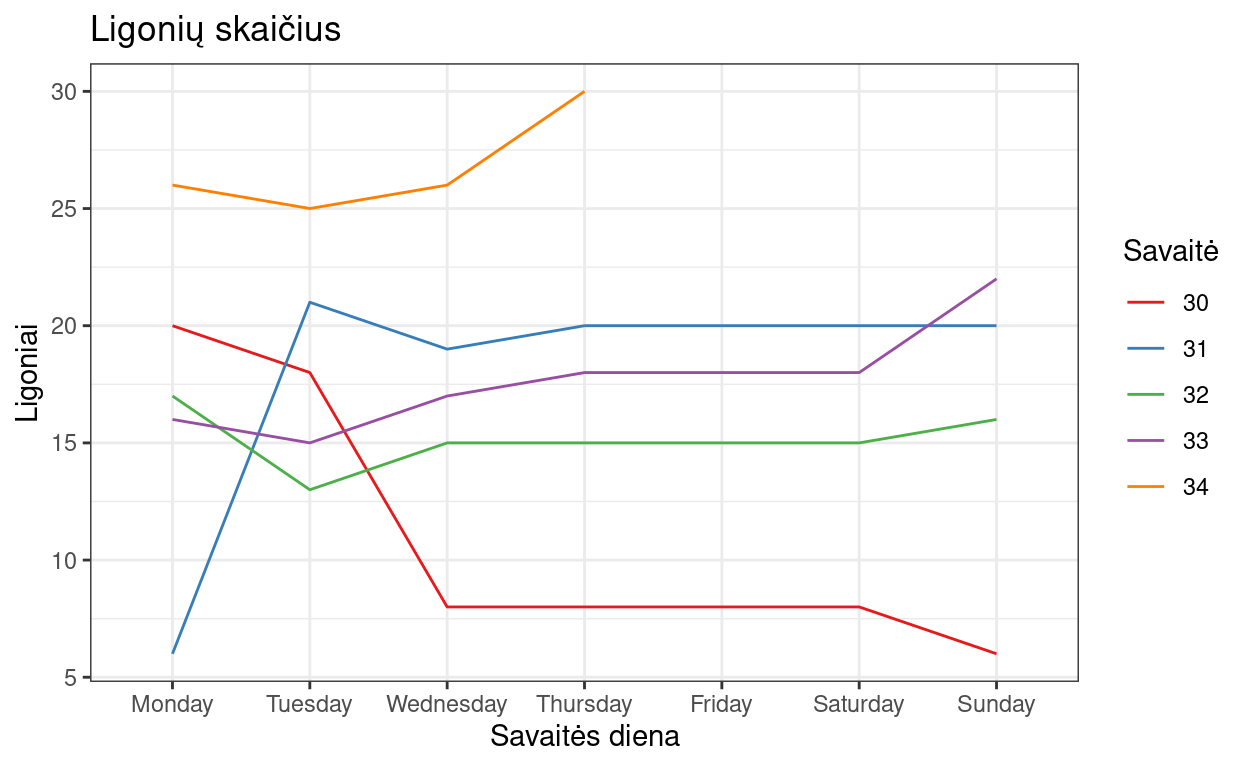 Ligonių skaičius
Ligoniai
30
25
20
15
10
5
Monday Tuesday Wednesday Thursday Friday Saturday Sunday
Savaitės diena
Savaitė
30
31
32
33
34